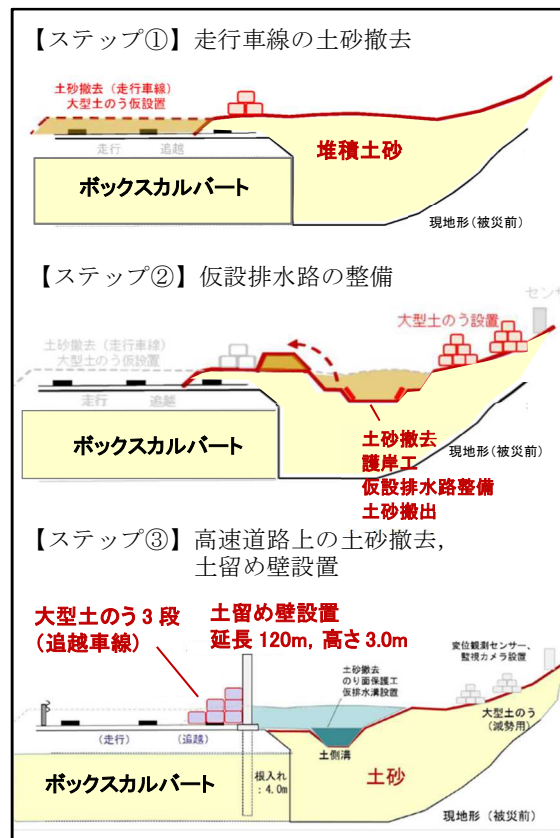 【ステップ①】走行車線の土砂撤去
土砂撤去（走行車線）
大型土のう仮設置
走行
追越
堆積土砂
ボックスカルバート
現地形（被災前）
【ステップ②】仮設排水路の整備
センサ
大型土のう設置
土砂撤去（走行車線）
大型土のう仮設置
走行
追越
ボックスカルバート
土砂撤去
護岸工
仮設排水路整備
土砂搬出
現地形（被災前）
【ステップ③】高速道路上の土砂撤去，
土留め壁設置
大型土のう３段
（追越車線）
土留め壁設置
延長 120m，高さ 3.0m
変位観測センサー、
監視カメラ設置
土砂撤去
のり面保護工
仮排水溝設置
大型土のう
（減勢用）
（走行）
（追越）
土側溝
ボックスカルバート
根入れ
：4.0m
土砂
現地形（被災前）